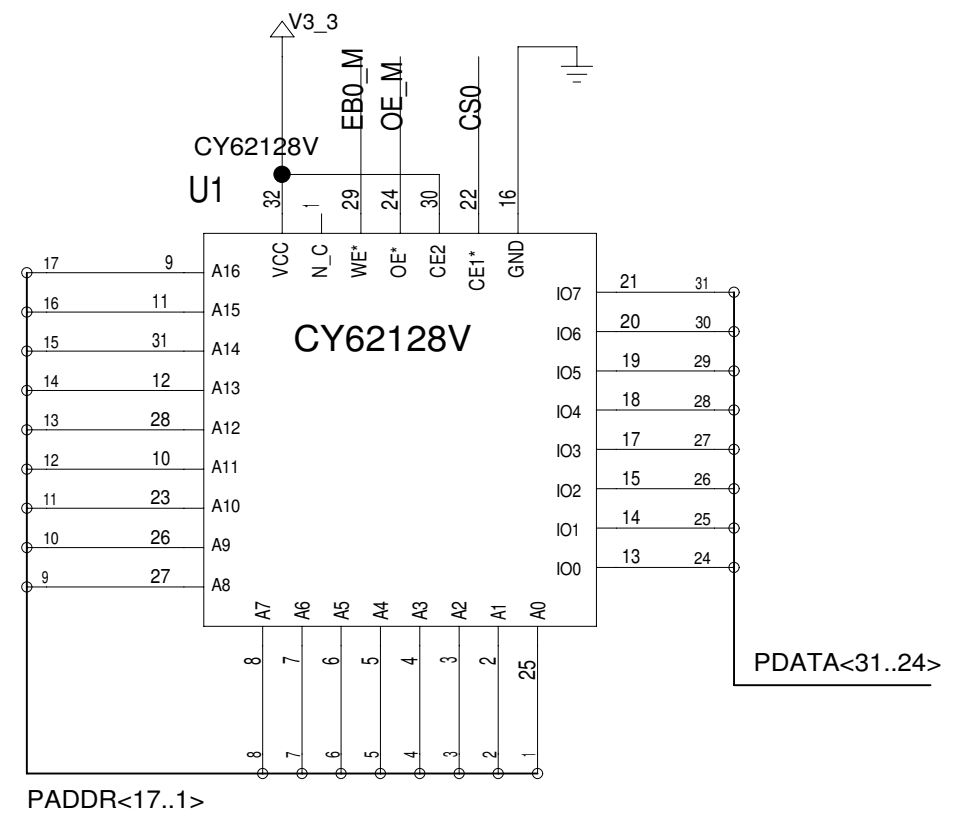 V3_3
EB0_M
OE_M
CS0
CY62128V
U1
32
1
29
24
30
22
16
VCC
N_C
WE*
OE*
CE2
CE1*
GND
CY62128V
17 9 A16
16 11 A15
15 31 A14
14 12 A13
13 28 A12
12 10 A11
11 23 A10
10 26 A9
9 27 A8
IO7 21 31
IO6 20 30
IO5 19 29
IO4 18 28
IO3 17 27
IO2 15 26
IO1 14 25
IO0 13 24
A7
A6
A5
A4
A3
A2
A1
A0
8
7
6
5
4
3
2
25
8
7
6
5
4
3
2
1
PDATA<31..24>
PADDR<17..1>